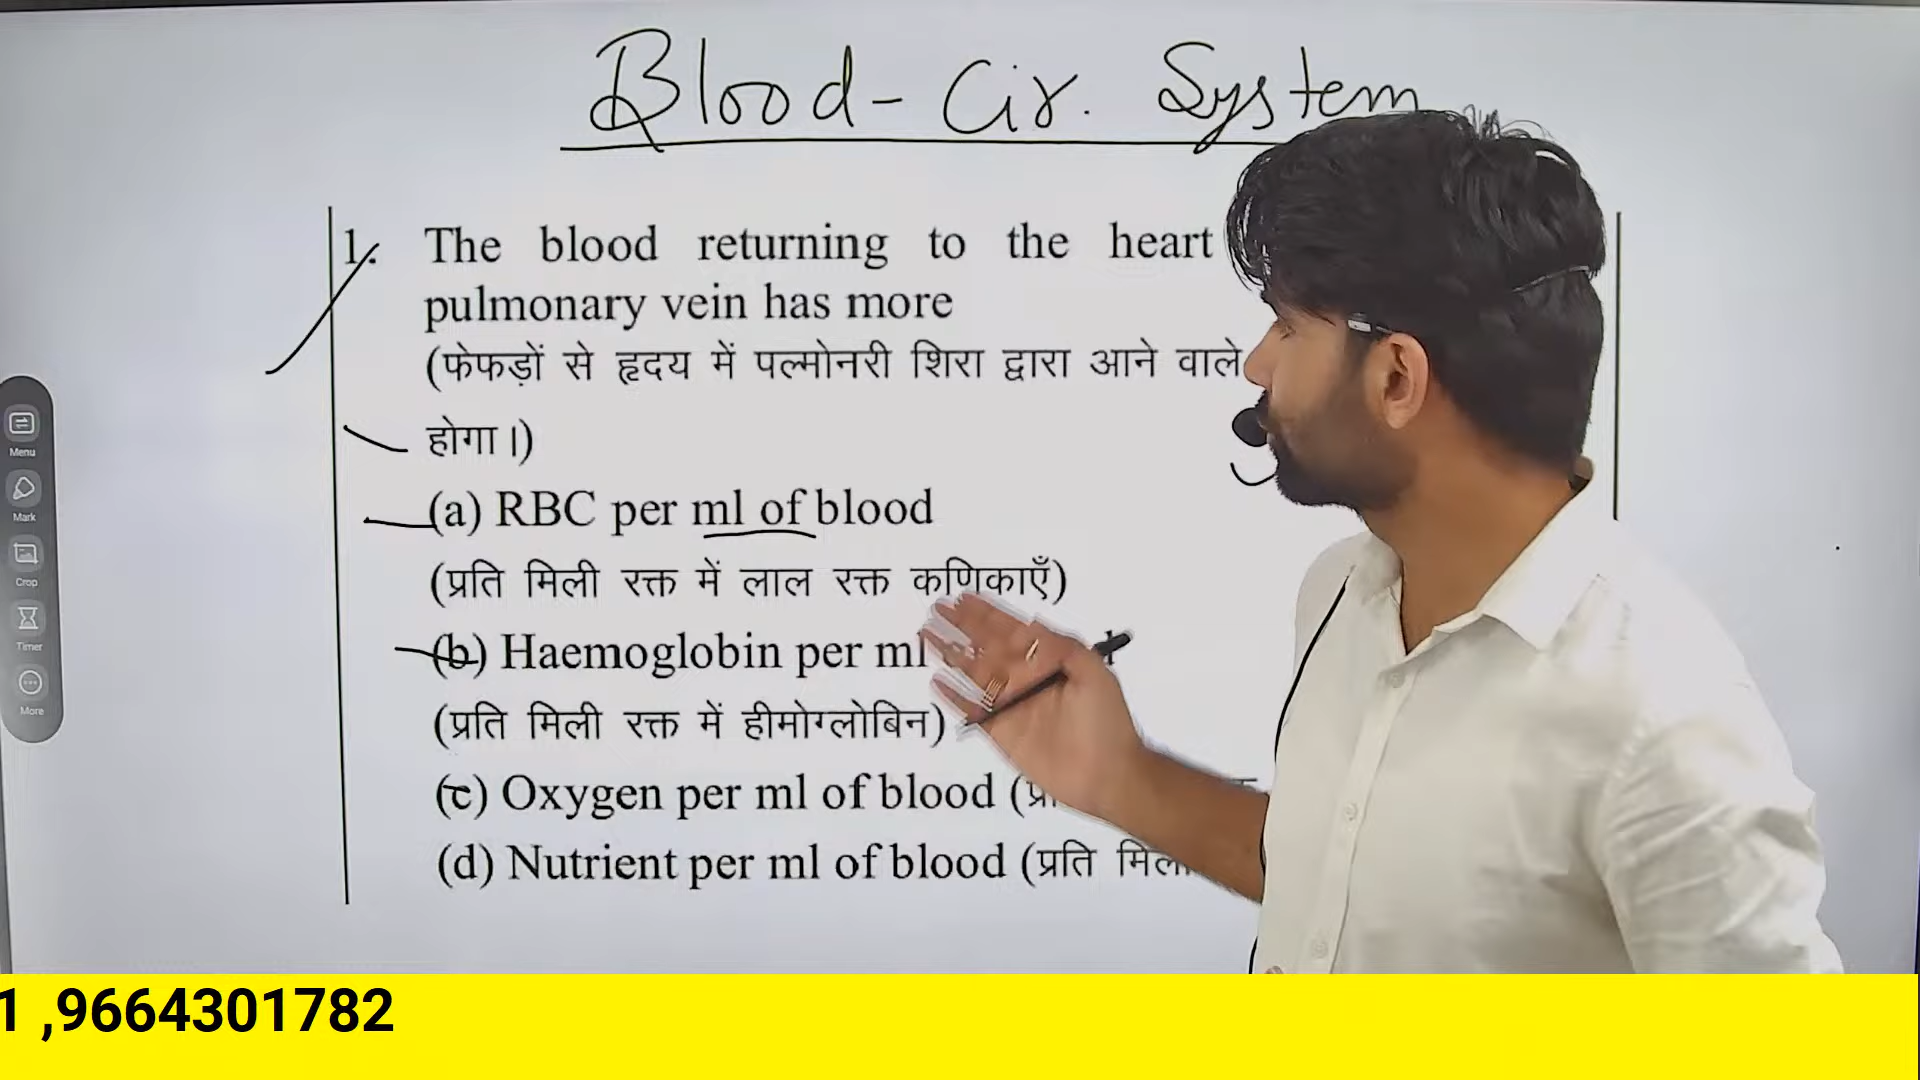 Blood - Cir. System
1. The blood returning to the heart
pulmonary vein has more
(फेफड़ों से हृदय में पल्मोनरी शिरा द्वारा आने वाले
होगा।)
(a) RBC per ml of blood
(प्रति मिली रक्त में लाल रक्त कणिकाएँ)
(b) Haemoglobin per ml
(प्रति मिली रक्त में हीमोग्लोबिन)
(c) Oxygen per ml of blood
(d) Nutrient per ml of blood (प्रति
Menu
Mark
Crop
Timer
More
1 ,9664301782